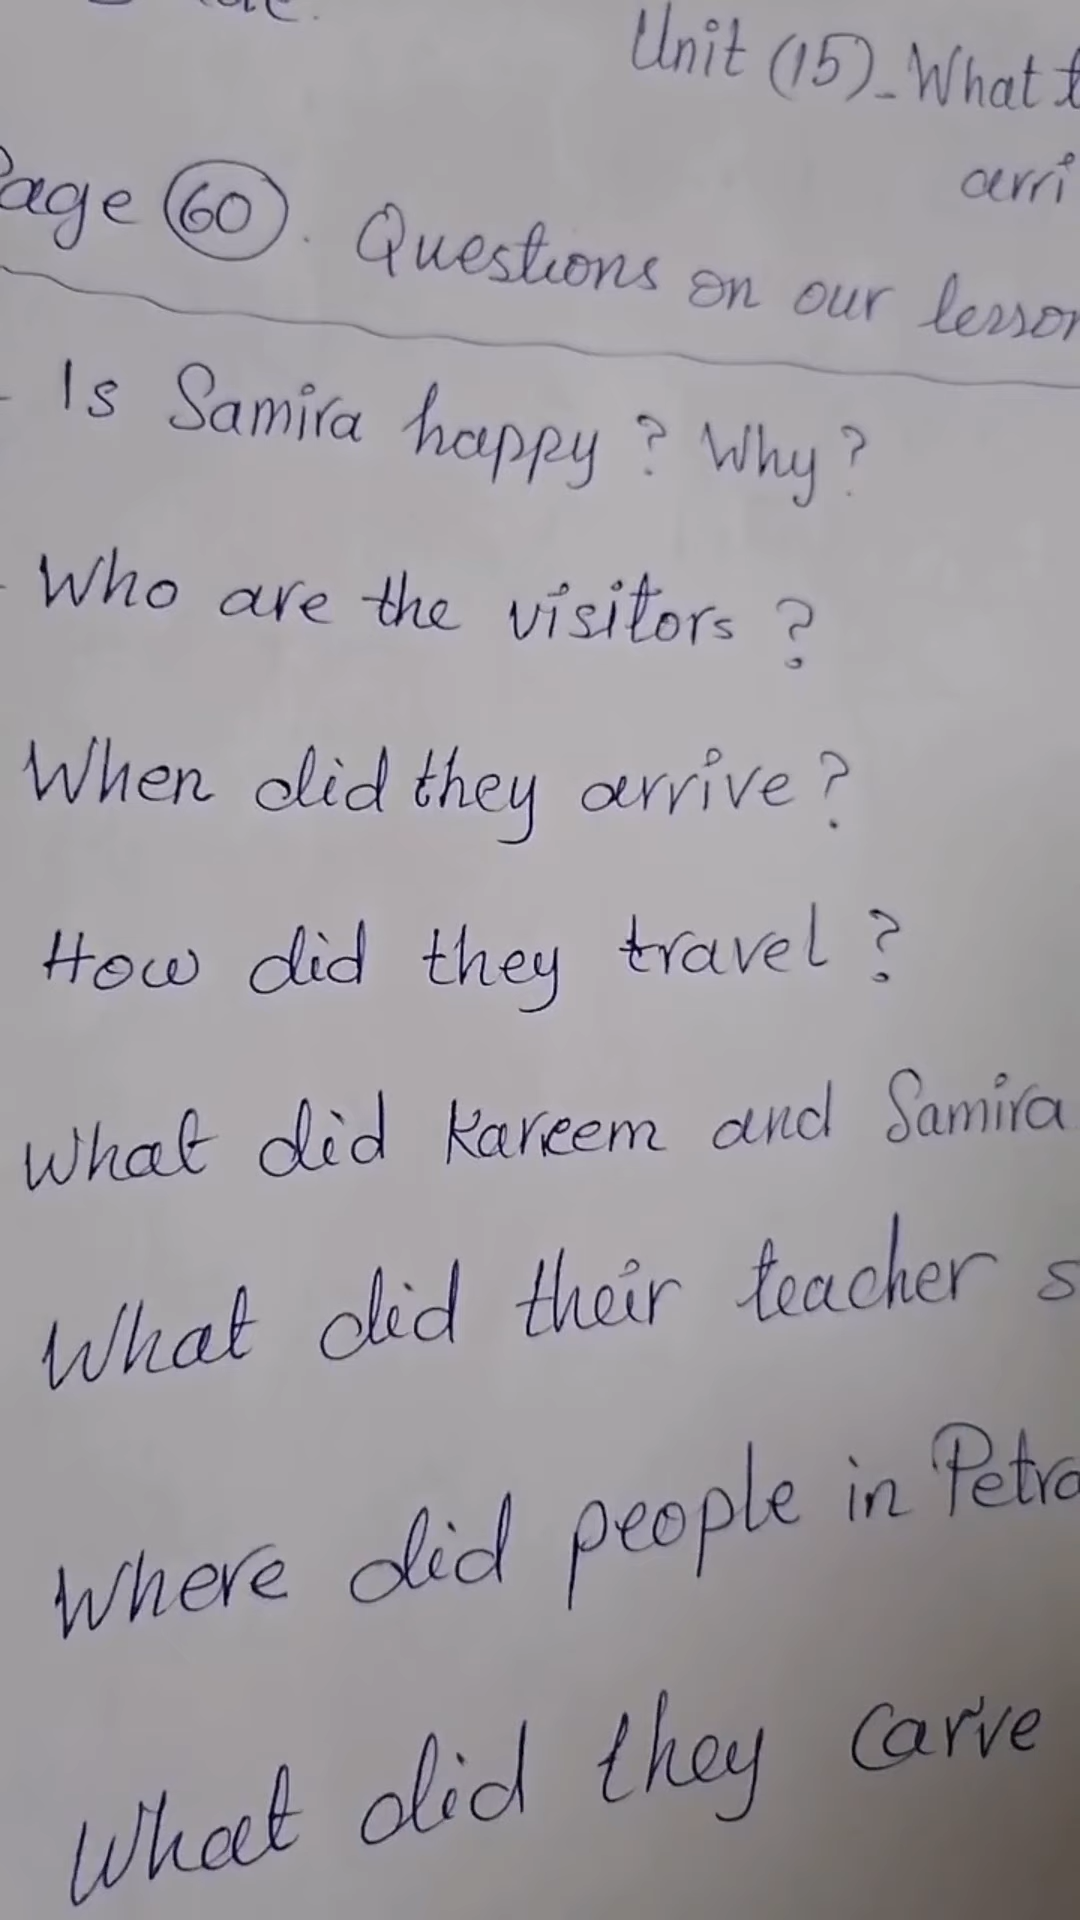 Unit (15)_ What
arri
Page 60. Questions on our lesson
- Is Samira happy? Why?
- Who are the visitors?
When did they arrive?
How did they travel?
What did Kareem and Samira
What did their teacher s
Where did people in Petra
What did they carve